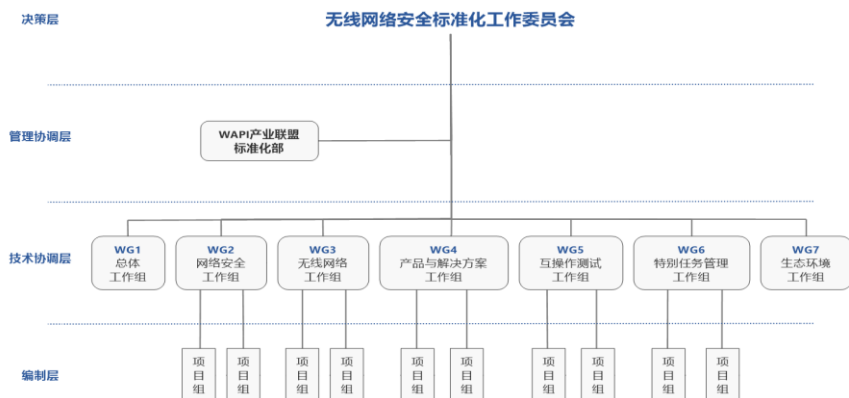 决策层
无线网络安全标准化工作委员会
管理协调层
WAPI产业联盟
标准化部
技术协调层
WG1
总体
工作组
WG2
网络安全
工作组
WG3
无线网络
工作组
WG4
产品与解决方案
工作组
WG5
互操作测试
工作组
WG6
特别任务管理
工作组
WG7
生态环境
工作组
编制层
项
目
组
项
目
组
项
目
组
项
目
组
项
目
组
项
目
组
项
目
组
项
目
组
项
目
组
项
目
组